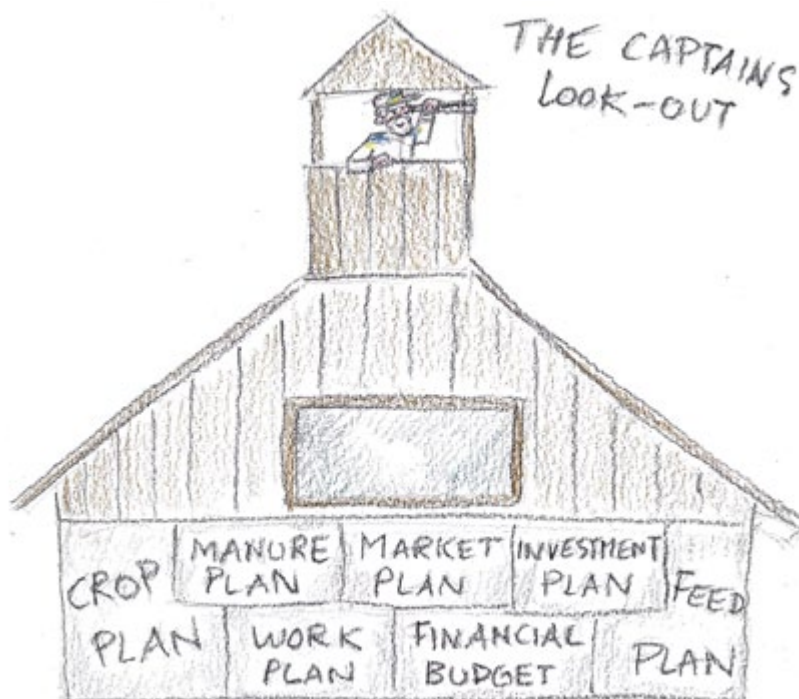 THE CAPTAINS
LOOK-OUT
CROP
PLAN
MANURE
PLAN
MARKET
PLAN
INVESTMENT
PLAN
FEED
PLAN
WORK
PLAN
FINANCIAL
BUDGET